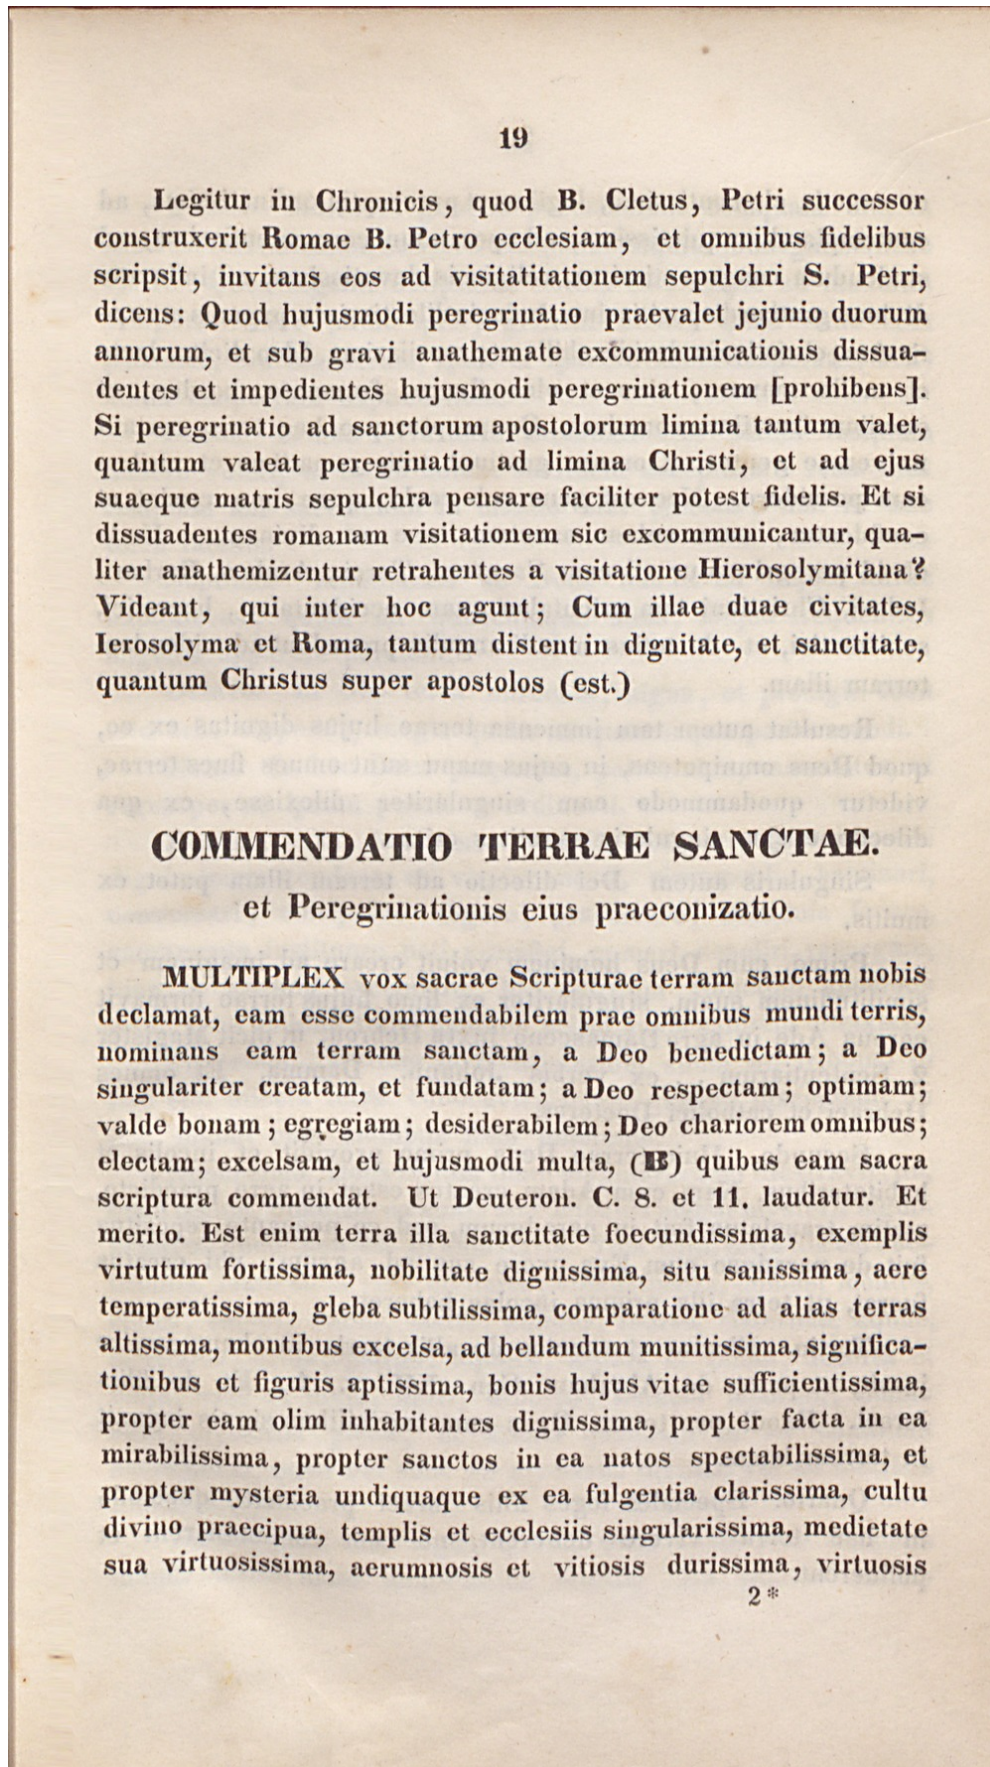 19
Legitur in Chronicis, quod B. Cletus, Petri successor
construxerit Romae B. Petro ecclesiam, et omnibus fidelibus
scripsit, invitans eos ad visitatitationem sepulchri S. Petri,
dicens: Quod hujusmodi peregrinatio praevalet jejunio duorum
annorum, et sub gravi anathemate excommunicationis dissua-
dentes et impedientes hujusmodi peregrinationem [prohibens].
Si peregrinatio ad sanctorum apostolorum limina tantum valet,
quantum valeat peregrinatio ad limina Christi, et ad ejus
suaeque matris sepulchra pensare faciliter potest fidelis. Et si
dissuadentes romanam visitationem sic excommunicantur, qua-
liter anathemizentur retrahentes a visitatione Hierosolymitana?
Videant, qui inter hoc agunt; Cum illae duae civitates,
Ierosolyma et Roma, tantum distent in dignitate, et sanctitate,
quantum Christus super apostolos (est.)
COMMENDATIO TERRAE SANCTAE.
et Peregrinationis eius praeconizatio.
MULTIPLEX vox sacrae Scripturae terram sanctam nobis
declamat, eam esse commendabilem prae omnibus mundi terris,
nominans eam terram sanctam, a Deo benedictam; a Deo
singulariter creatam, et fundatam; a Deo respectam; optimam;
valde bonam; egregiam; desiderabilem; Deo chariorem omnibus;
electam; excelsam, et hujusmodi multa, (B) quibus eam sacra
scriptura commendat. Ut Deuteron. C. 8. et 11. laudatur. Et
merito. Est enim terra illa sanctitate foecundissima, exemplis
virtutum fortissima, nobilitate dignissima, situ sanissima, aere
temperatissima, gleba subtilissima, comparatione ad alias terras
altissima, montibus excelsa, ad bellandum munitissima, significa-
tionibus et figuris aptissima, bonis hujus vitae sufficientissima,
propter eam olim inhabitantes dignissima, propter facta in ea
mirabilissima, propter sanctos in ea natos spectabilissima, et
propter mysteria undiquaque ex ea fulgentia clarissima, cultu
divino praecipua, templis et ecclesiis singularissima, medietate
sua virtuosissima, aerumnosis et vitiosis durissima, virtuosis
2*